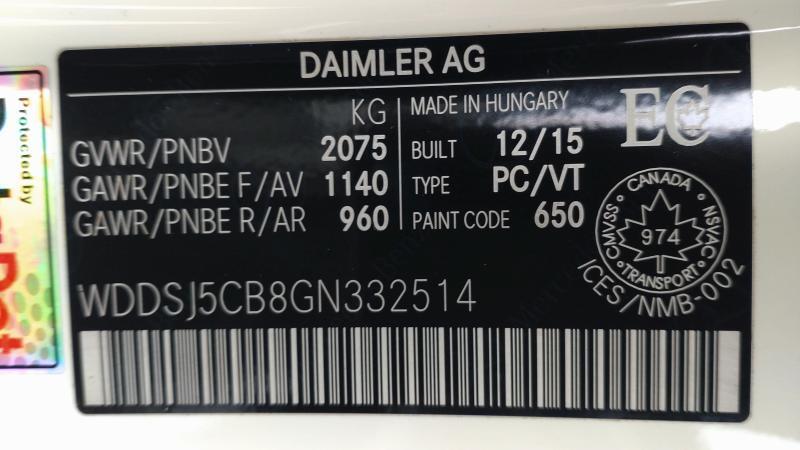 DAIMLER AG
KG
GVWR/PNBV 2075
GAWR/PNBE F/AV 1140
GAWR/PNBE R/AR 960
MADE IN HUNGARY
BUILT 12/15
TYPE PC/VT
PAINT CODE 650
EC
CANADA
CMVSS NSVAC
974
TRANSPORT
ICES/NMB-002
WDDSJ5CB8GN332514
Protected by